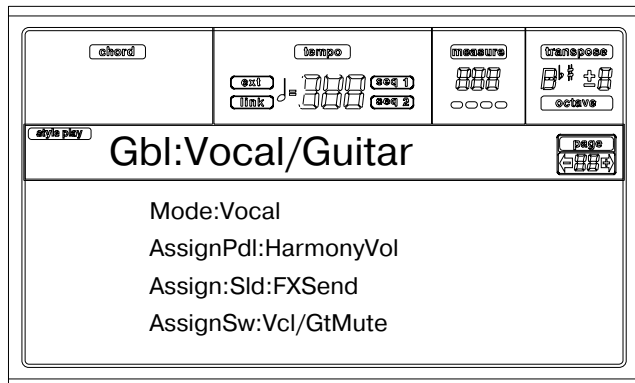 chord
tempo
measure
transpose
ext
seq 1
link
seq 2
octave
style play
Gbl:Vocal/Guitar
page
Mode:Vocal
AssignPdl:HarmonyVol
Assign:Sld:FXSend
AssignSw:Vcl/GtMute